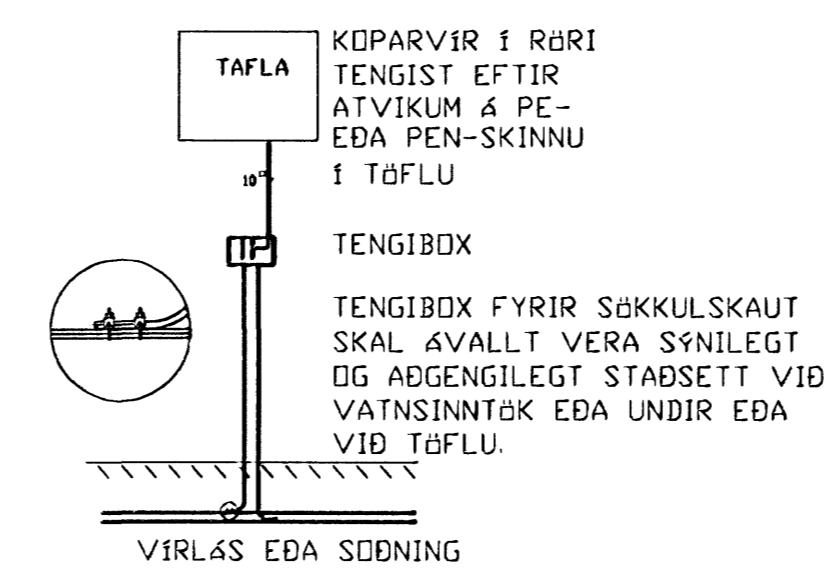 TAFLA
KOPARVÍR Í RÖRI
TENGIST EFTIR
ATVIKUM Á PE-
EÐA PEN-SKINNU
Í TÖFLU
10▫
TENGIBOX
TENGIBOX FYRIR SÖKKULSKAUT
SKAL ÁVALLT VERA SÝNILEGT
OG AÐGENGILEGT STAÐSETT VIÐ
VATNSINNTÖK EÐA UNDIR EÐA
VIÐ TÖFLU.
VÍRLÁS EÐA SOÐNING